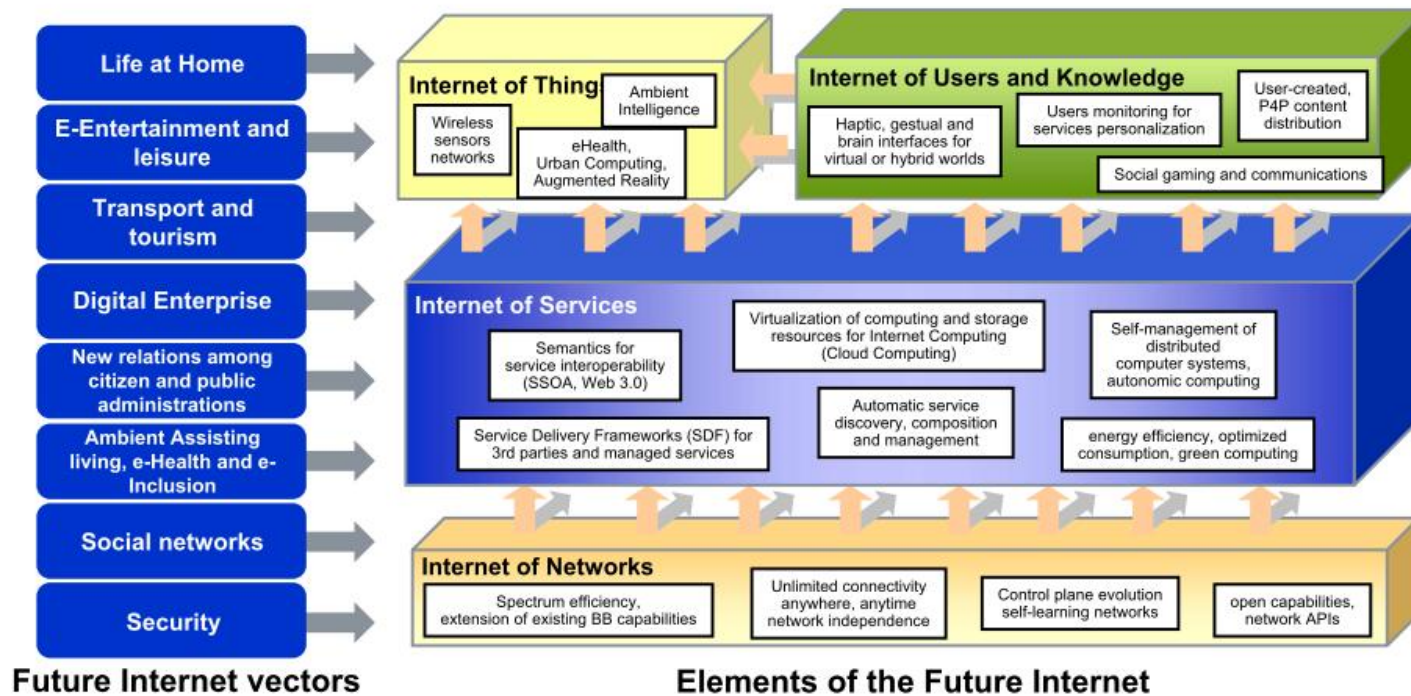 Life at Home
E-Entertainment and
leisure
Transport and
tourism
Digital Enterprise
New relations among
citizen and public
administrations
Ambient Assisting
living, e-Health and e-
Inclusion
Social networks
Security
Future Internet vectors
Internet of Things
Ambient
Intelligence
Wireless
sensors
networks
eHealth,
Urban Computing,
Augmented Reality
Internet of Users and Knowledge
Haptic, gestual and
brain interfaces for
virtual or hybrid worlds
Users monitoring for
services personalization
User-created,
P4P content
distribution
Social gaming and communications
Internet of Services
Semantics for
service interoperability
(SSOA, Web 3.0)
Virtualization of computing and storage
resources for Internet Computing
(Cloud Computing)
Self-management of
distributed
computer systems,
autonomic computing
Service Delivery Frameworks (SDF) for
3rd parties and managed services
Automatic service
discovery, composition
and management
energy efficiency, optimized
consumption, green computing
Internet of Networks
Spectrum efficiency,
extension of existing BB capabilities
Unlimited connectivity
anywhere, anytime
network independence
Control plane evolution
self-learning networks
open capabilities,
network APIs
Elements of the Future Internet